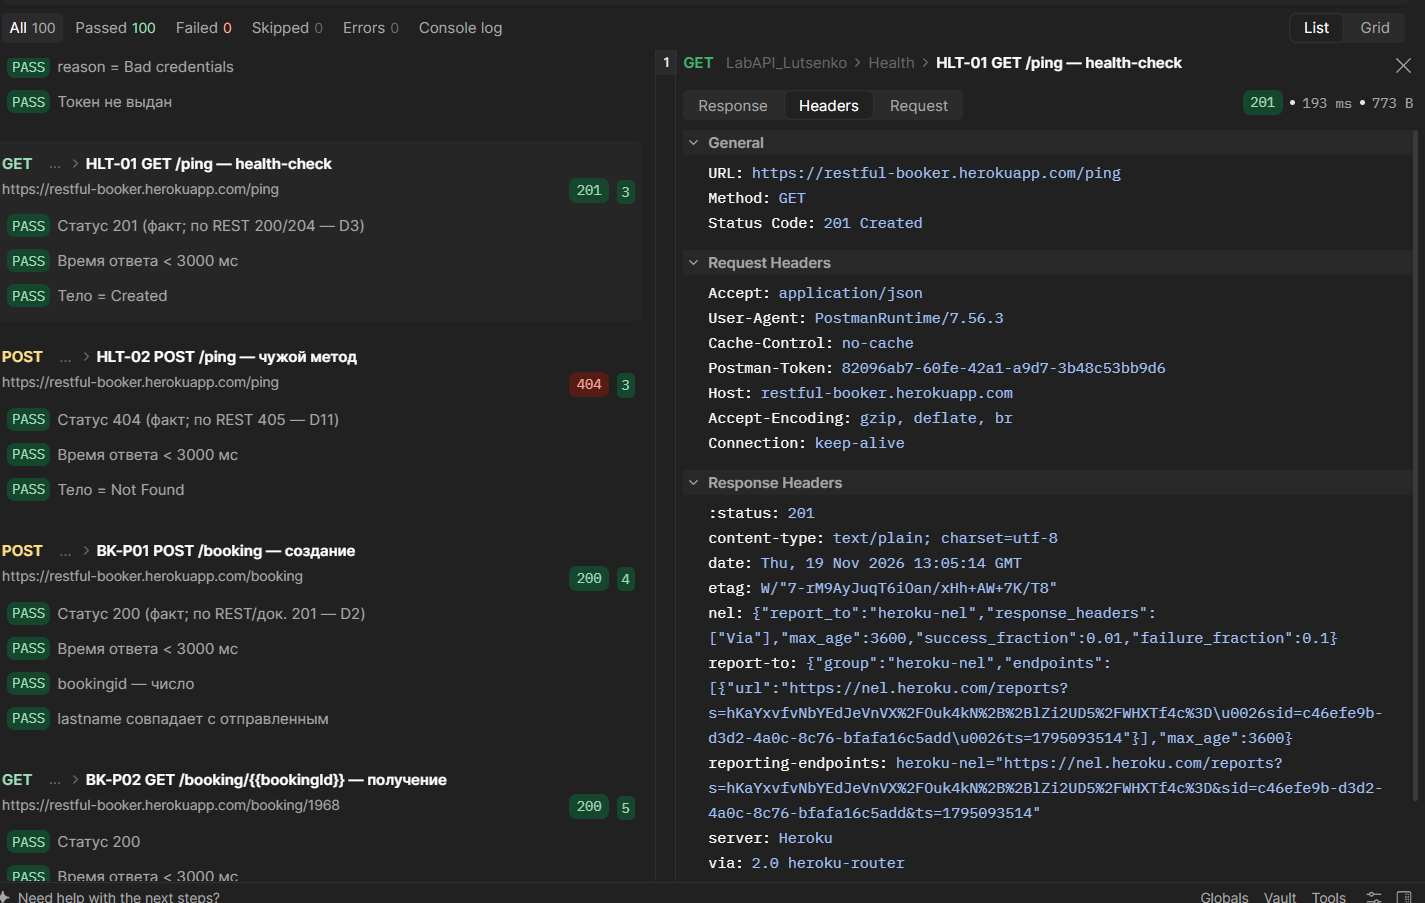 All 100 Passed 100 Failed 0 Skipped 0 Errors 0 Console log
List Grid
PASS reason = Bad credentials
PASS Токен не выдан
GET ... > HLT-01 GET /ping — health-check
https://restful-booker.herokuapp.com/ping 201 3
PASS Статус 201 (факт; по REST 200/204 — D3)
PASS Время ответа < 3000 мс
PASS Тело = Created
POST ... > HLT-02 POST /ping — чужой метод
https://restful-booker.herokuapp.com/ping 404 3
PASS Статус 404 (факт; по REST 405 — D11)
PASS Время ответа < 3000 мс
PASS Тело = Not Found
POST ... > BK-P01 POST /booking — создание
https://restful-booker.herokuapp.com/booking 200 4
PASS Статус 200 (факт; по REST/док. 201 — D2)
PASS Время ответа < 3000 мс
PASS bookingid — число
PASS lastname совпадает с отправленным
GET ... > BK-P02 GET /booking/{{bookingId}} — получение
https://restful-booker.herokuapp.com/booking/1968 200 5
PASS Статус 200
PASS Время ответа < 3000 мс
1 GET LabAPI_Lutsenko > Health > HLT-01 GET /ping — health-check
Response Headers Request
201 • 193 ms • 773 B
General
URL: https://restful-booker.herokuapp.com/ping
Method: GET
Status Code: 201 Created
Request Headers
Accept: application/json
User-Agent: PostmanRuntime/7.56.3
Cache-Control: no-cache
Postman-Token: 82096ab7-60fe-42a1-a9d7-3b48c53bb9d6
Host: restful-booker.herokuapp.com
Accept-Encoding: gzip, deflate, br
Connection: keep-alive
Response Headers
:status: 201
content-type: text/plain; charset=utf-8
date: Thu, 19 Nov 2026 13:05:14 GMT
etag: W/"7-rM9AyJuqT6iOan/xHh+AW+7K/T8"
nel: {"report_to":"heroku-nel","response_headers":
["Via"],"max_age":3600,"success_fraction":0.01,"failure_fraction":0.1}
report-to: {"group":"heroku-nel","endpoints":
[{"url":"https://nel.heroku.com/reports?
s=hKaYxvfvNbYEdJeVnVX%2FOuk4kN%2B%2BlZi2UD5%2FWHXTf4c%3D\u0026sid=c46efe9b-
d3d2-4a0c-8c76-bfafa16c5add\u0026ts=1795093514"}],"max_age":3600}
reporting-endpoints: heroku-nel="https://nel.heroku.com/reports?
s=hKaYxvfvNbYEdJeVnVX%2FOuk4kN%2B%2BlZi2UD5%2FWHXTf4c%3D&sid=c46efe9b-d3d2-
4a0c-8c76-bfafa16c5add&ts=1795093514"
server: Heroku
via: 2.0 heroku-router
Need help with the next steps?
Globals Vault Tools